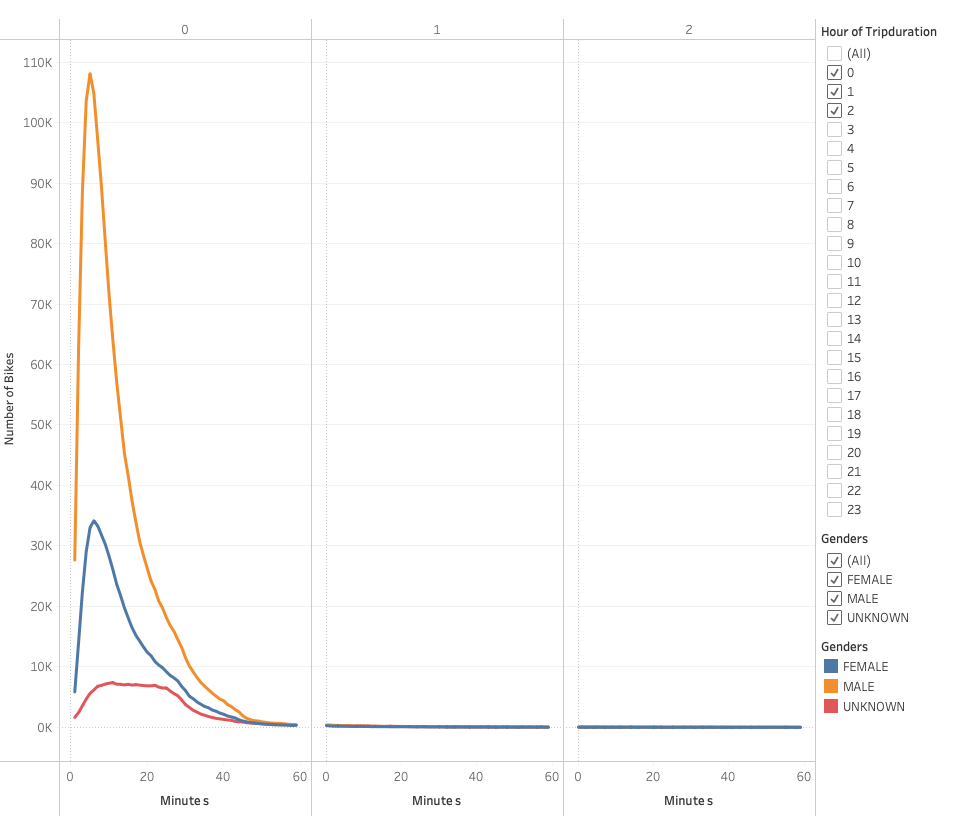 0 1 2
Number of Bikes
110K
100K
90K
80K
70K
60K
50K
40K
30K
20K
10K
0K
0 20 40 60 0 20 40 60 0 20 40 60
Minutes Minutes Minutes
Hour of Tripduration
(All)
0
1
2
3
4
5
6
7
8
9
10
11
12
13
14
15
16
17
18
19
20
21
22
23
Genders
(All)
FEMALE
MALE
UNKNOWN
Genders
FEMALE
MALE
UNKNOWN